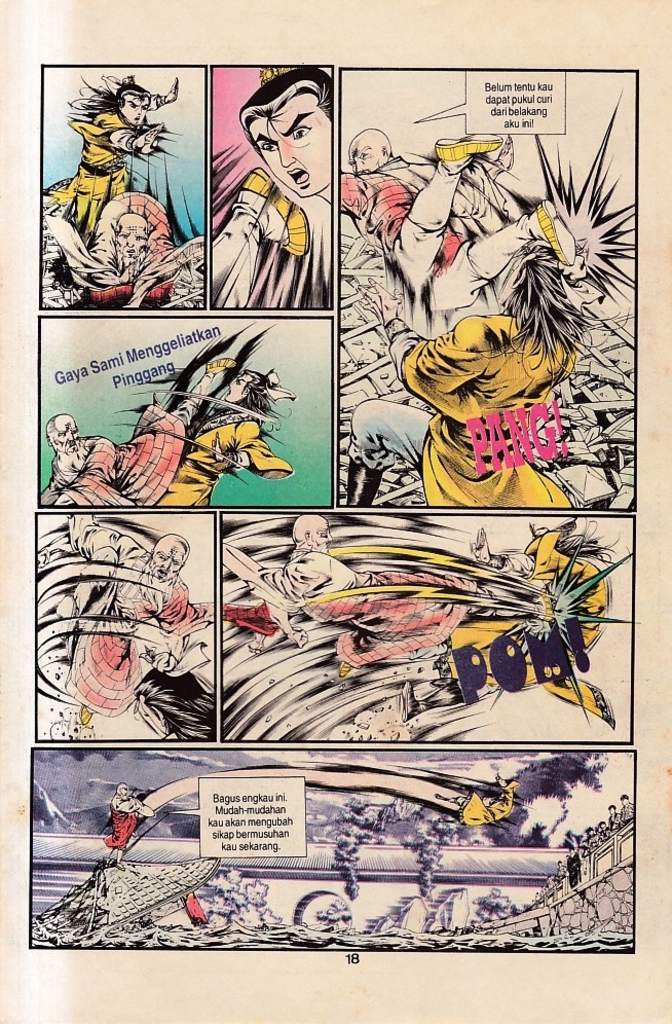 Belum tentu kau
dapat pukul curi
dari belakang
aku ini!
PANG!
Gaya Sami Menggeliatkan
Pinggang
POM!
Bagus engkau ini.
Mudah-mudahan
kau akan mengubah
sikap bermusuhan
kau sekarang.
18